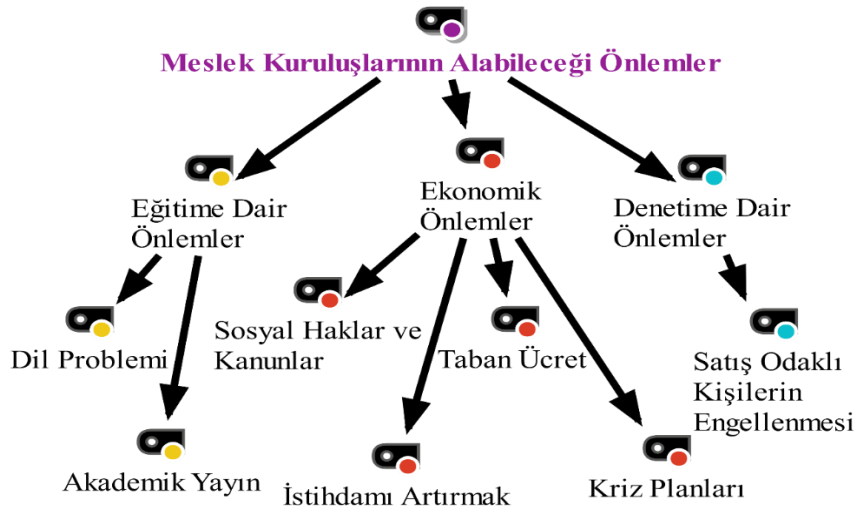 Meslek Kuruluşlarının Alabileceği Önlemler
Eğitime Dair
Önlemler
Ekonomik
Önlemler
Denetime Dair
Önlemler
Dil Problemi
Sosyal Haklar ve
Kanunlar
Taban Ücret
Satış Odaklı
Kişilerin
Engellenmesi
Akademik Yayın
İstihdamı Artırmak
Kriz Planları